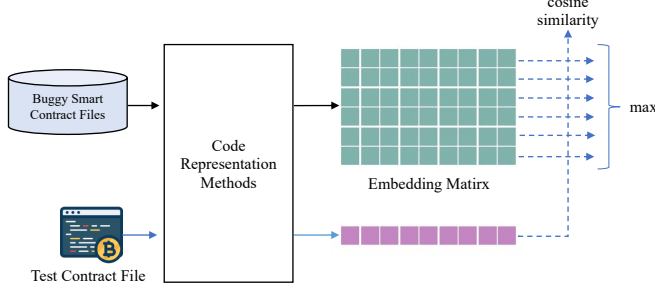 cosine
similarity
Buggy Smart
Contract Files
Code
Representation
Methods
max
Embedding Matirx
Test Contract File